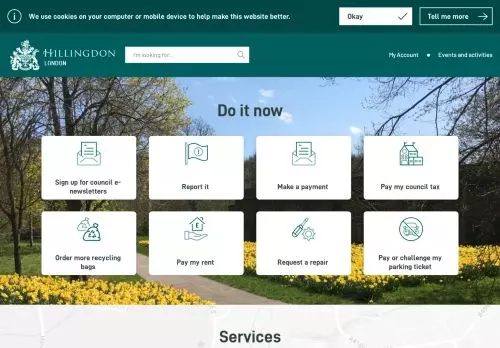 We use cookies on your computer or mobile device to help make this website better.
Okay
Tell me more
HILLINGDON
LONDON
I'm looking for...
My Account
Events and activities
Do it now
Sign up for council e-
newsletters
Report it
Make a payment
Pay my council tax
Order more recycling
bags
Pay my rent
Request a repair
Pay or challenge my
parking ticket
Services